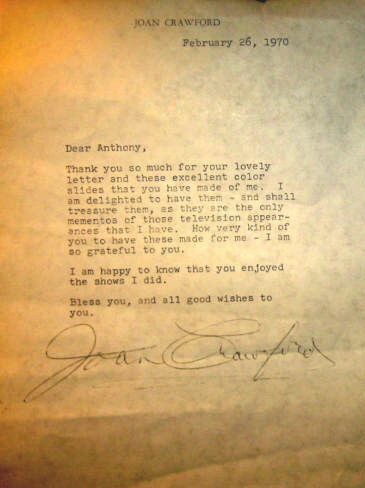 JOAN CRAWFORD
February 26, 1970
Dear Anthony,
Thank you so much for your lovely
letter and these excellent color
slides that you have made of me. I
am delighted to have them - and shall
treasure them, as they are the only
mementos of those television appear-
ances that I have. How very kind of
you to have these made for me - I am
so grateful to you.
I am happy to know that you enjoyed
the shows I did.
Bless you, and all good wishes to
you.
Joan Crawford